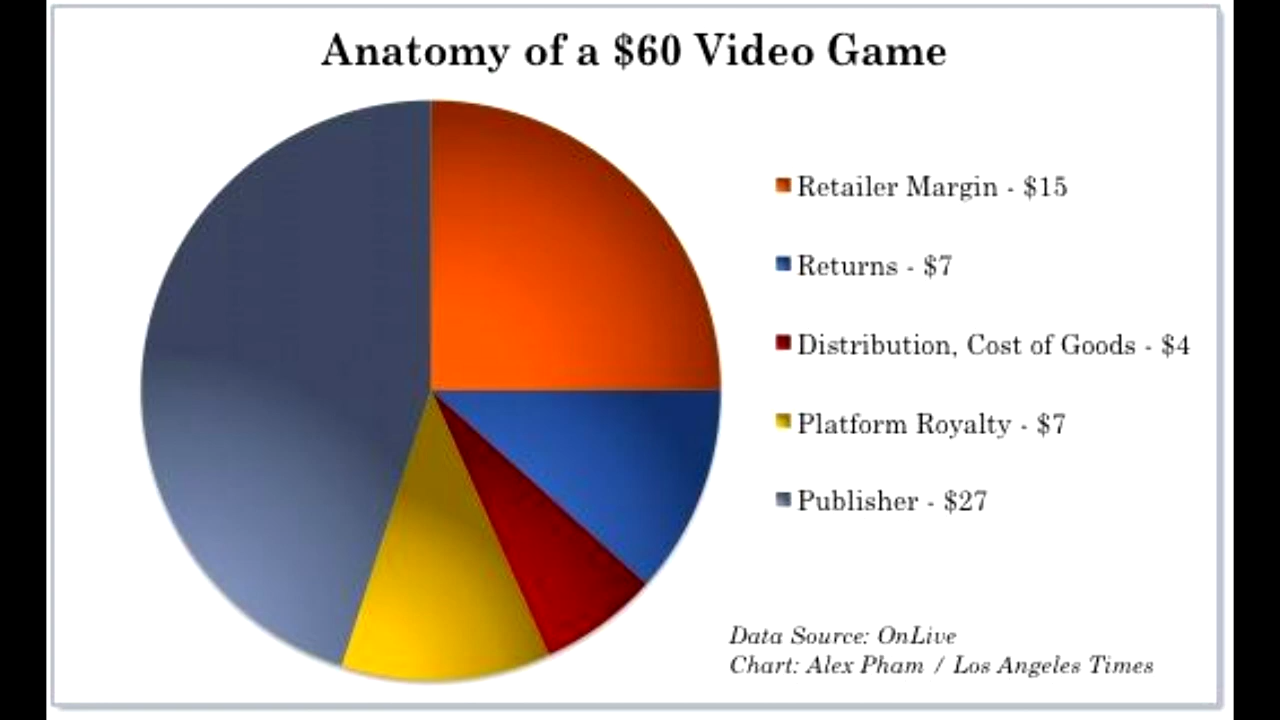 Anatomy of a $60 Video Game
Retailer Margin - $15
Returns - $7
Distribution, Cost of Goods - $4
Platform Royalty - $7
Publisher - $27
Data Source: OnLive
Chart: Alex Pham / Los Angeles Times